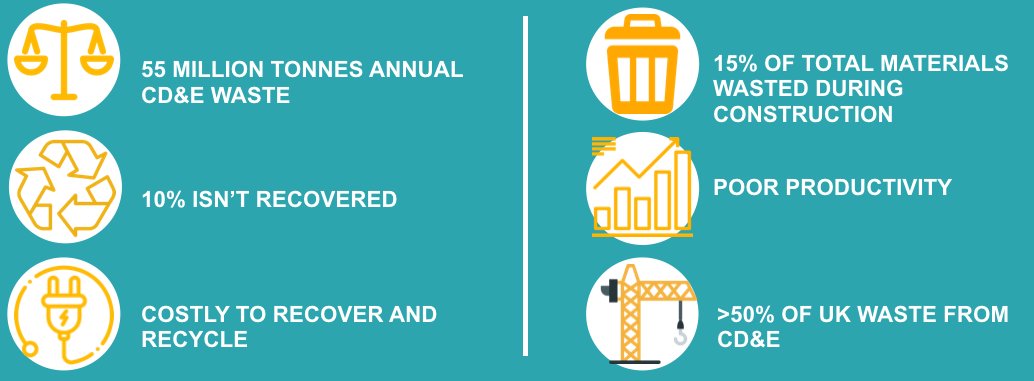 55 MILLION TONNES ANNUAL
CD&E WASTE
10% ISN'T RECOVERED
COSTLY TO RECOVER AND
RECYCLE
15% OF TOTAL MATERIALS
WASTED DURING
CONSTRUCTION
POOR PRODUCTIVITY
>50% OF UK WASTE FROM
CD&E